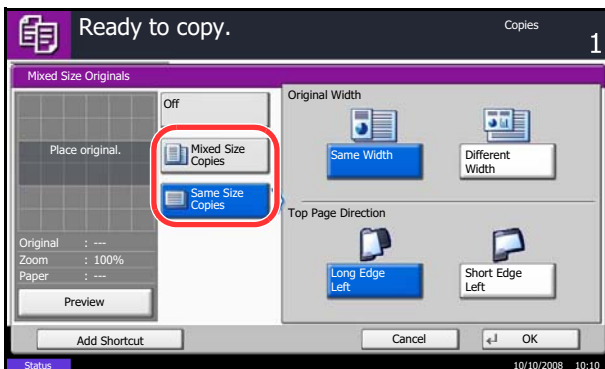 Ready to copy.
Copies
1
Mixed Size Originals
Place original.
Original : ---
Zoom : 100%
Paper : ---
Preview
Off
Mixed Size
Copies
Same Size
Copies
Original Width
Same Width
Different
Width
Top Page Direction
Long Edge
Left
Short Edge
Left
Add Shortcut
Cancel
OK
Status
10/10/2008 10:10